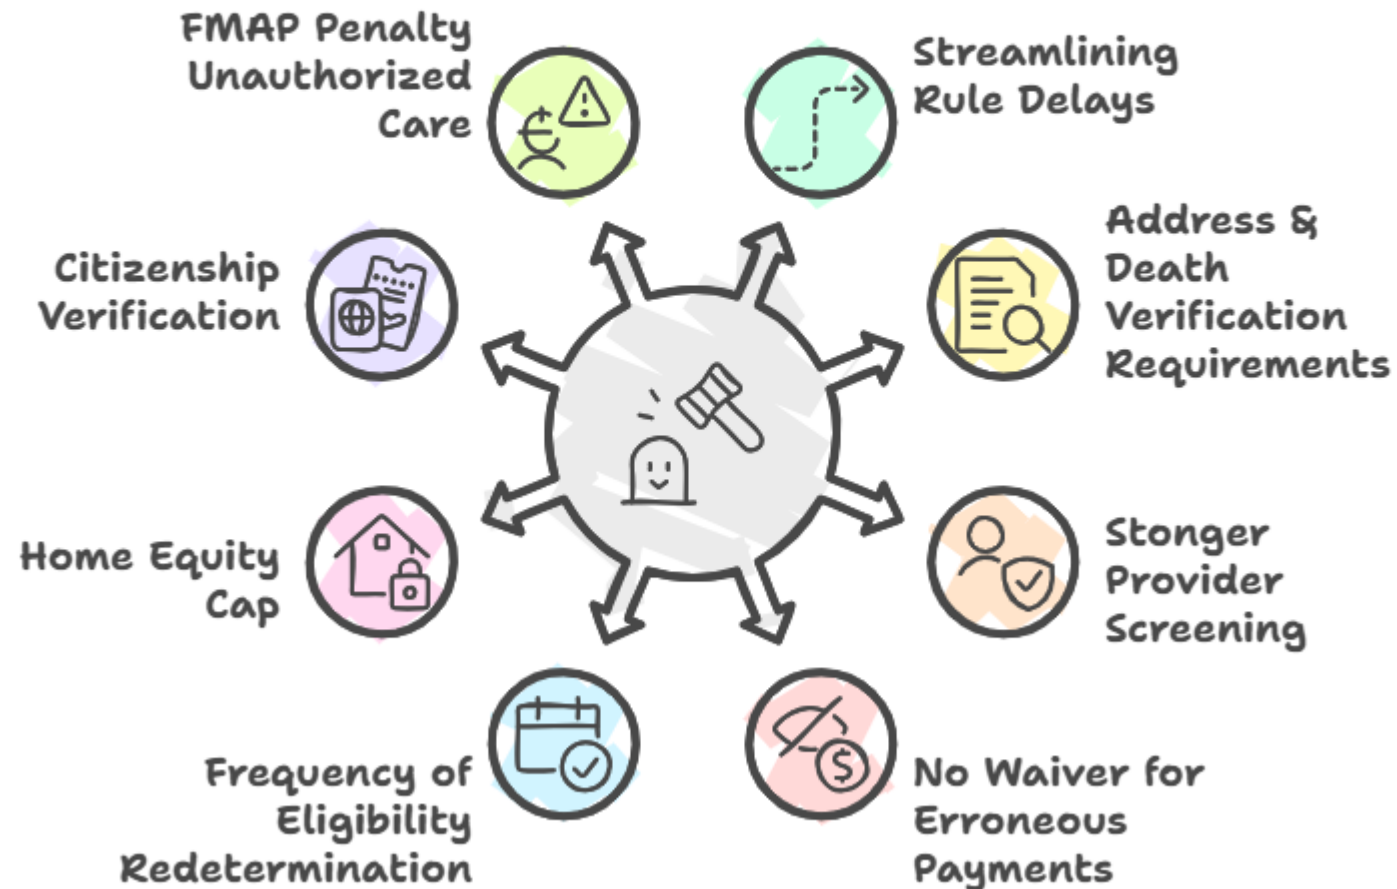 FMAP Penalty
Unauthorized
Care
Streamlining
Rule Delays
Address &
Death
Verification
Requirements
Citizenship
Verification
Home Equity
Cap
Stonger
Provider
Screening
Frequency of
Eligibility
Redetermination
No Waiver for
Erroneous
Payments